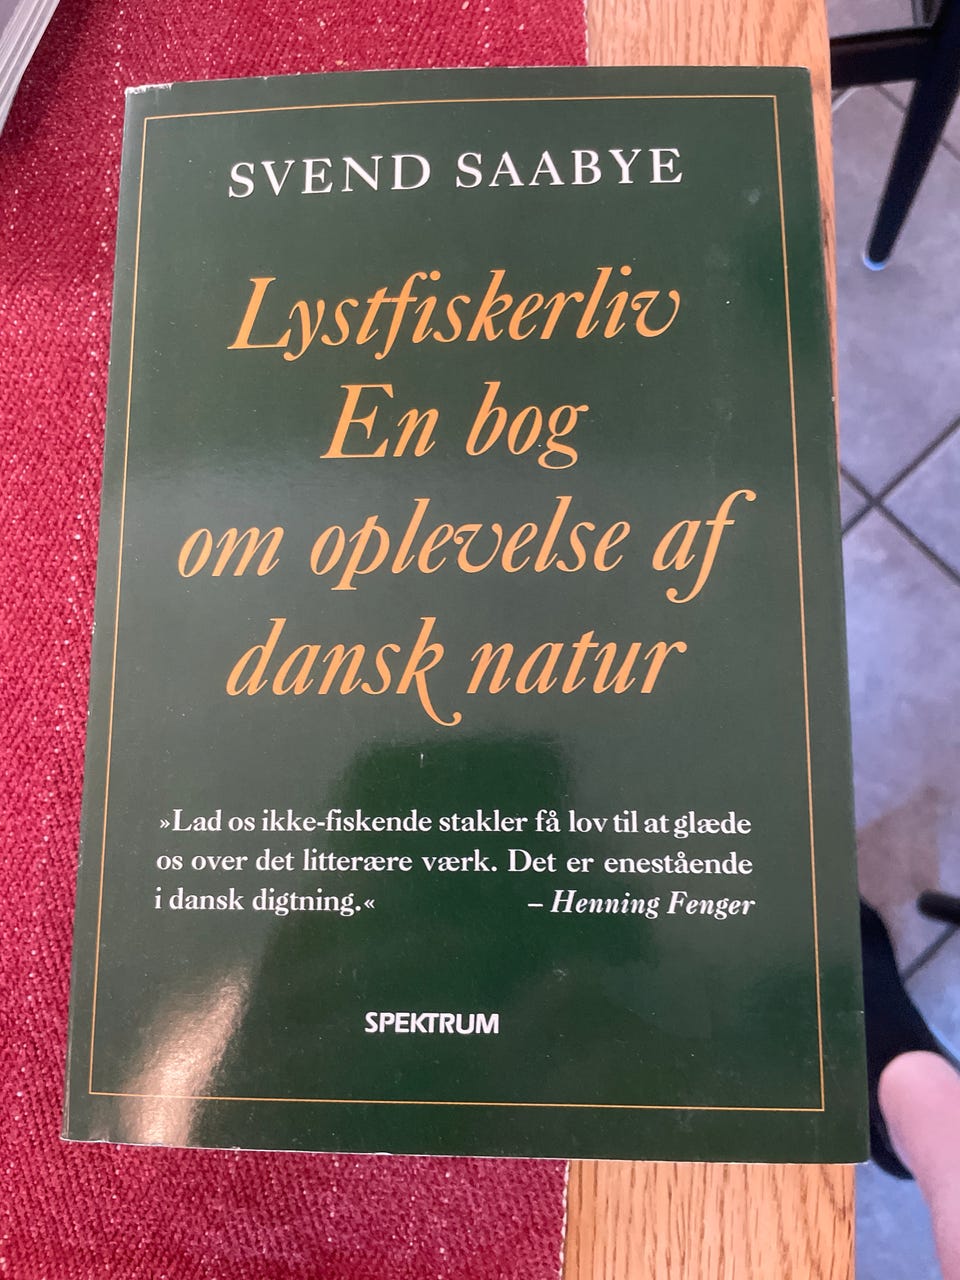 SVEND SAABYE
Lystfiskerliv
En bog
om oplevelse af
dansk natur
»Lad os ikke-fiskende stakler få lov til at glæde
os over det litterære værk. Det er enestående
i dansk digtning.« – Henning Fenger
SPEKTRUM